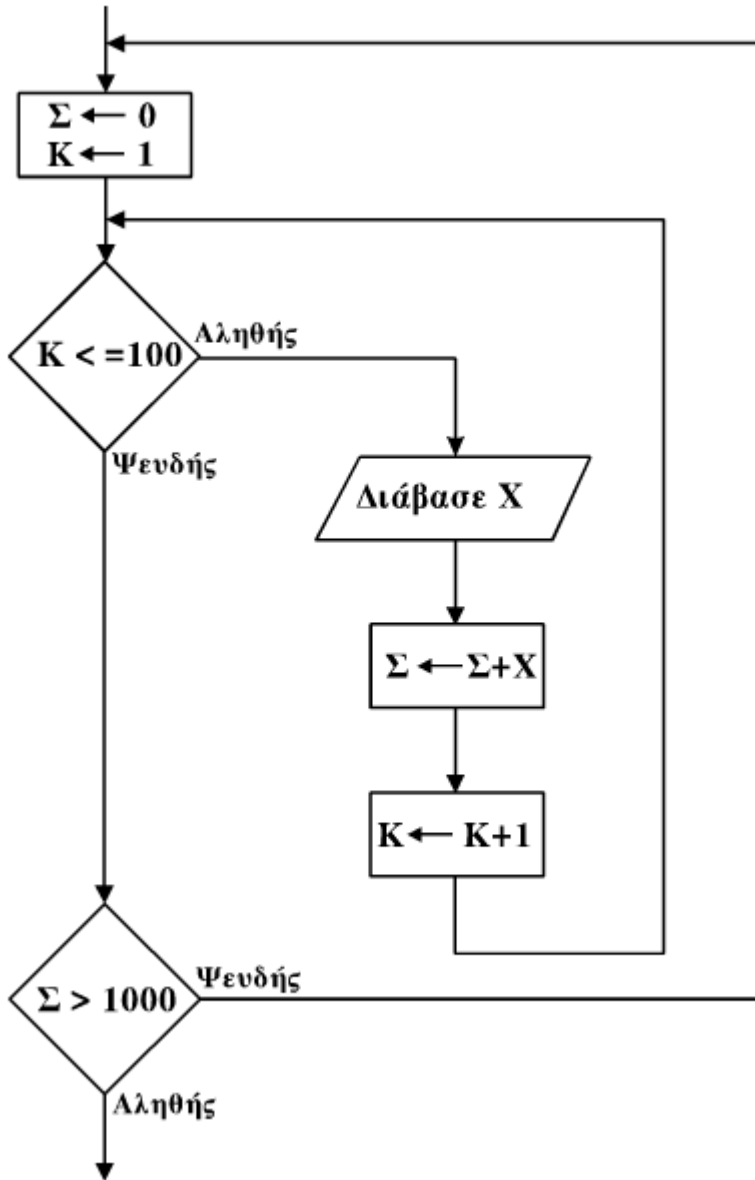 Σ ← 0
Κ ← 1
Κ < =100
Αληθής
Ψευδής
Διάβασε Χ
Σ ← Σ+Χ
Κ ← Κ+1
Σ > 1000
Ψευδής
Αληθής